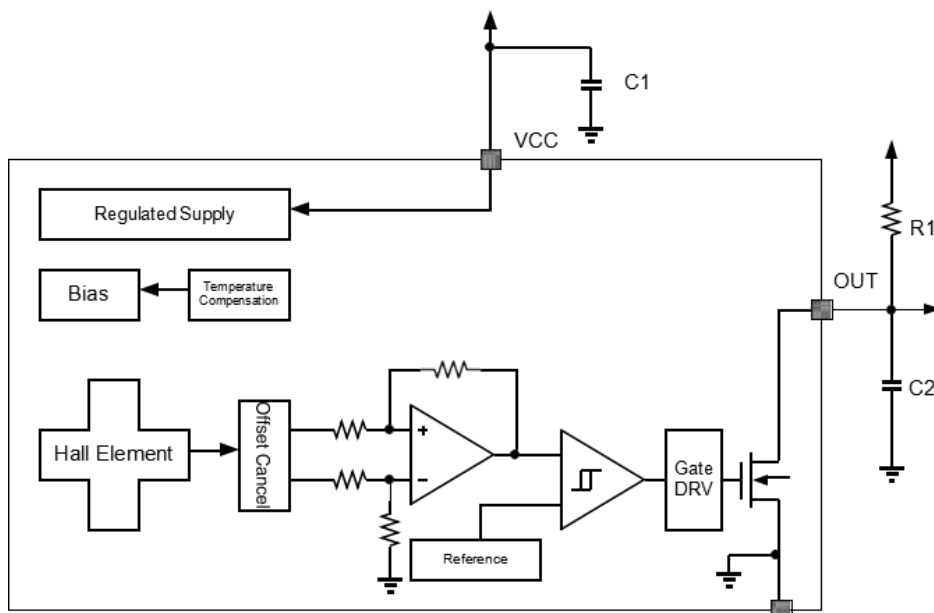 C1
VCC
Regulated Supply
R1
OUT
Bias
Temperature
Compensation
C2
Hall Element
Offset Cancel
+
−
Gate
DRV
Reference